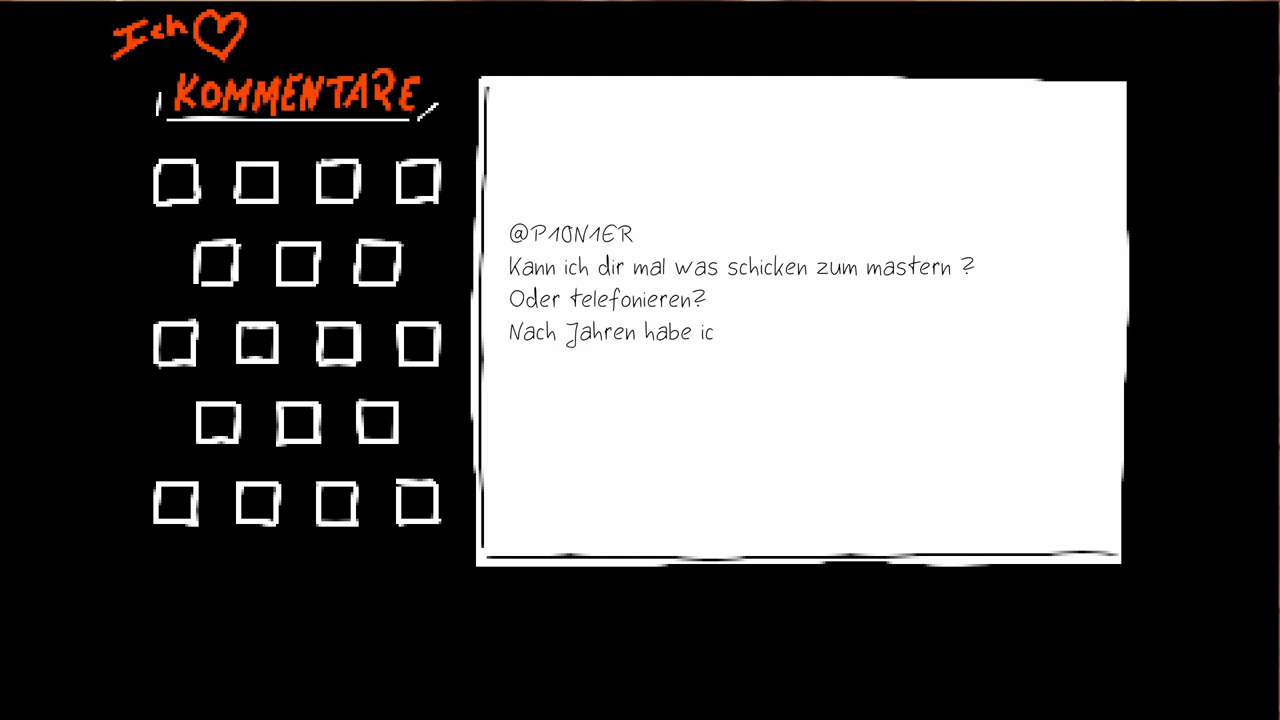 Ich
KOMMENTARE
@P10N1ER
Kann ich dir mal was schicken zum mastern ?
Oder telefonieren?
Nach Jahren habe ic